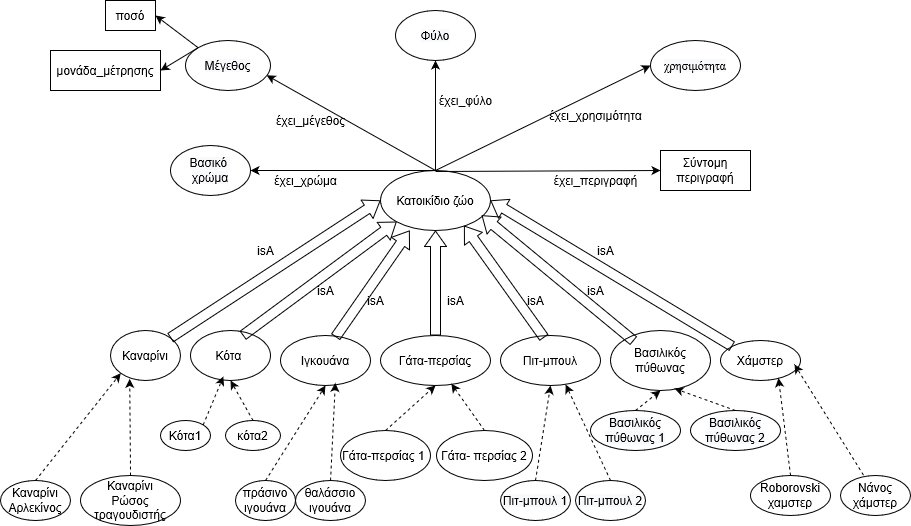 ποσό
Φύλο
Μέγεθος
χρησιμότητα
μονάδα_μέτρησης
έχει_φύλο
έχει_μέγεθος
έχει_χρησιμότητα
Βασικό
χρώμα
έχει_χρώμα
έχει_περιγραφή
Σύντομη
περιγραφή
Κατοικίδιο ζώο
isA
isA
isA
isA
isA
isA
isA
Καναρίνι
Κότα
Ιγκουάνα
Γάτα-περσίας
Πιτ-μπουλ
Βασιλικός
πύθωνας
Χάμστερ
Κότα1
κότα2
Γάτα-περσίας 1
Γάτα- περσίας 2
Βασιλικός
πύθωνας 1
Βασιλικός
πύθωνας 2
Καναρίνι
Αρλεκίνος
Καναρίνι
Ρώσος
τραγουδιστής
πράσινο
ιγουάνα
θαλάσσιο
ιγουάνα
Πιτ-μπουλ 1
Πιτ-μπουλ 2
Roborovski
χαμστερ
Νάνος
χάμστερ